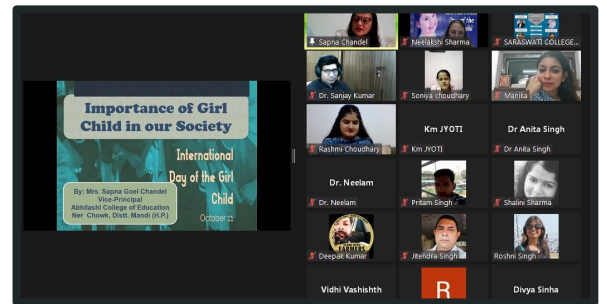 Importance of Girl
Child in our Society
International
Day of the Girl
Child
October 11
By: Mrs. Sapna Goel Chandel
Vice-Principal
Abhilashi College of Education
Ner Chowk, Distt. Mandi (H.P.)
Sapna Chandel
Neelakshi Sharma
SARASWATI COLLEGE...
Dr. Sanjay Kumar
Soniya choudhary
Manika
Rashmi Choudhary
Km JYOTI
Km JYOTI
Dr Anita Singh
Dr Anita Singh
Dr. Neelam
Dr. Neelam
Pritam Singh
Shalini Sharma
FARMERS
Deepak Kumar
Jitendra Singh
Roshni Singh
Vidhi Vashishth
R
Divya Sinha